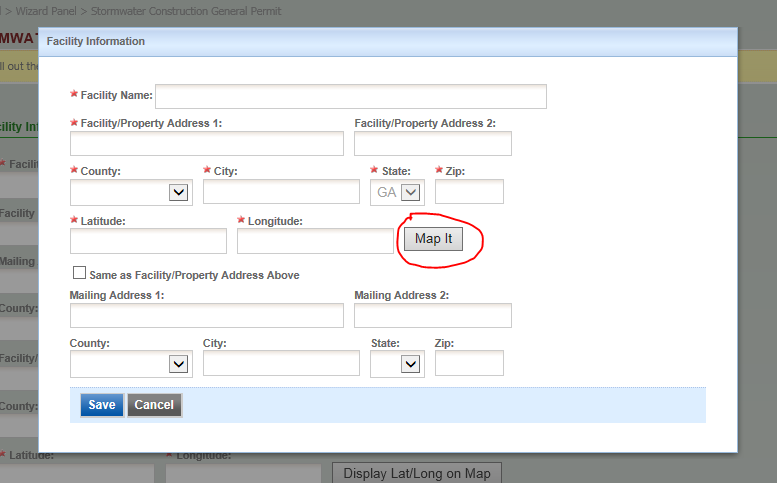 > Wizard Panel > Stormwater Construction General Permit
MWAT
Facility Information
ll out the
* Facility Name:
* Facility/Property Address 1: Facility/Property Address 2:
cility In
* Facilit
* County: * City: * State: * Zip:
GA
Facility
* Latitude: * Longitude:
Map It
Mailing
Same as Facility/Property Address Above
Mailing Address 1: Mailing Address 2:
County:
County: City: State: Zip:
Facility/
Save Cancel
County:
* Latitude: * Longitude:
Display Lat/Long on Map